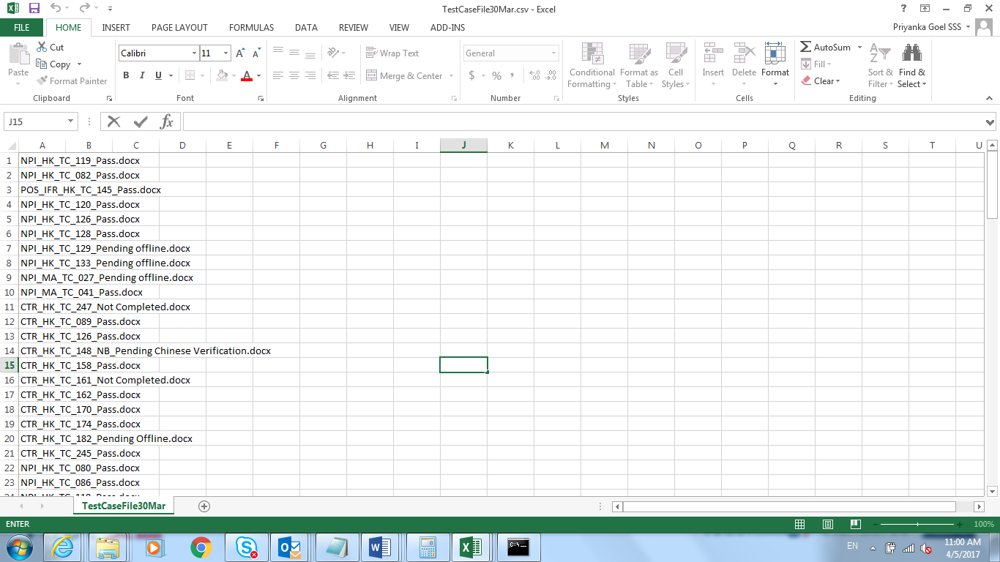 TestCaseFile30Mar.csv - Excel
FILE HOME INSERT PAGE LAYOUT FORMULAS DATA REVIEW VIEW ADD-INS Priyanka Goel SSS
Paste
Cut
Copy
Format Painter
Clipboard
Calibri 11
B I U
Font
Wrap Text
Merge & Center
Alignment
General
$ % ,
Number
Conditional Formatting
Format as Table
Cell Styles
Styles
Insert Delete Format
Cells
AutoSum
Fill
Clear
Sort & Filter
Find & Select
Editing
J15 fx
A B C D E F G H I J K L M N O P Q R S T U
1 NPI_HK_TC_119_Pass.docx
2 NPI_HK_TC_082_Pass.docx
3 POS_IFR_HK_TC_145_Pass.docx
4 NPI_HK_TC_120_Pass.docx
5 NPI_HK_TC_126_Pass.docx
6 NPI_HK_TC_128_Pass.docx
7 NPI_HK_TC_129_Pending offline.docx
8 NPI_HK_TC_133_Pending offline.docx
9 NPI_MA_TC_027_Pending offline.docx
10 NPI_MA_TC_041_Pass.docx
11 CTR_HK_TC_247_Not Completed.docx
12 CTR_HK_TC_089_Pass.docx
13 CTR_HK_TC_126_Pass.docx
14 CTR_HK_TC_148_NB_Pending Chinese Verification.docx
15 CTR_HK_TC_158_Pass.docx
16 CTR_HK_TC_161_Not Completed.docx
17 CTR_HK_TC_162_Pass.docx
18 CTR_HK_TC_170_Pass.docx
19 CTR_HK_TC_174_Pass.docx
20 CTR_HK_TC_182_Pending Offline.docx
21 CTR_HK_TC_245_Pass.docx
22 NPI_HK_TC_080_Pass.docx
23 NPI_HK_TC_086_Pass.docx
TestCaseFile30Mar
ENTER 100%
EN 11:00 AM
4/5/2017